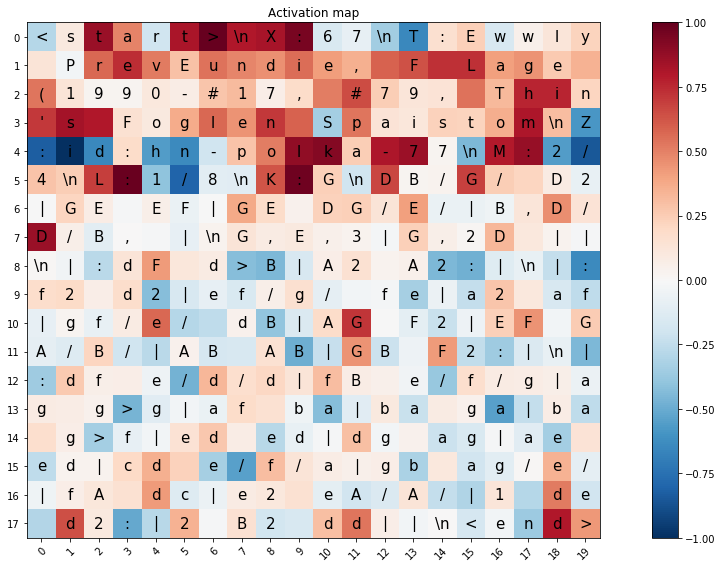 Activation map
0 < s t a r t > \n X : 6 7 \n T : E w w l y
1 P r e v E u n d i e , F L a g e
2 ( 1 9 9 0 - # 1 7 , # 7 9 , T h i n
3 ' s F o g l e n S p a i s t o m \n Z
4 : i d : h n - p o l k a - 7 7 \n M : 2 /
5 4 \n L : 1 / 8 \n K : G \n D B / G / D 2
6 | G E E F | G E D G / E / | B , D /
7 D / B , | \n G , E , 3 | G , 2 D | |
8 \n | : d F d > B | A 2 A 2 : | \n | :
9 f 2 d 2 | e f / g / f e | a 2 a f
10 | g f / e / d B | A G F 2 | E F G
11 A / B / | A B A B | G B F 2 : | \n |
12 : d f e / d / d | f B e / f / g | a
13 g g > g | a f b a | b a g a | b a
14 g > f | e d e d | d g a g | a e
15 e d | c d e / f / a | g b a g / e /
16 | f A d c | e 2 e A / A / | 1 d e
17 d 2 : | 2 B 2 d d | | \n < e n d >
0 1 2 3 4 5 6 7 8 9 10 11 12 13 14 15 16 17 18 19
1.00
0.75
0.50
0.25
0.00
−0.25
−0.50
−0.75
−1.00